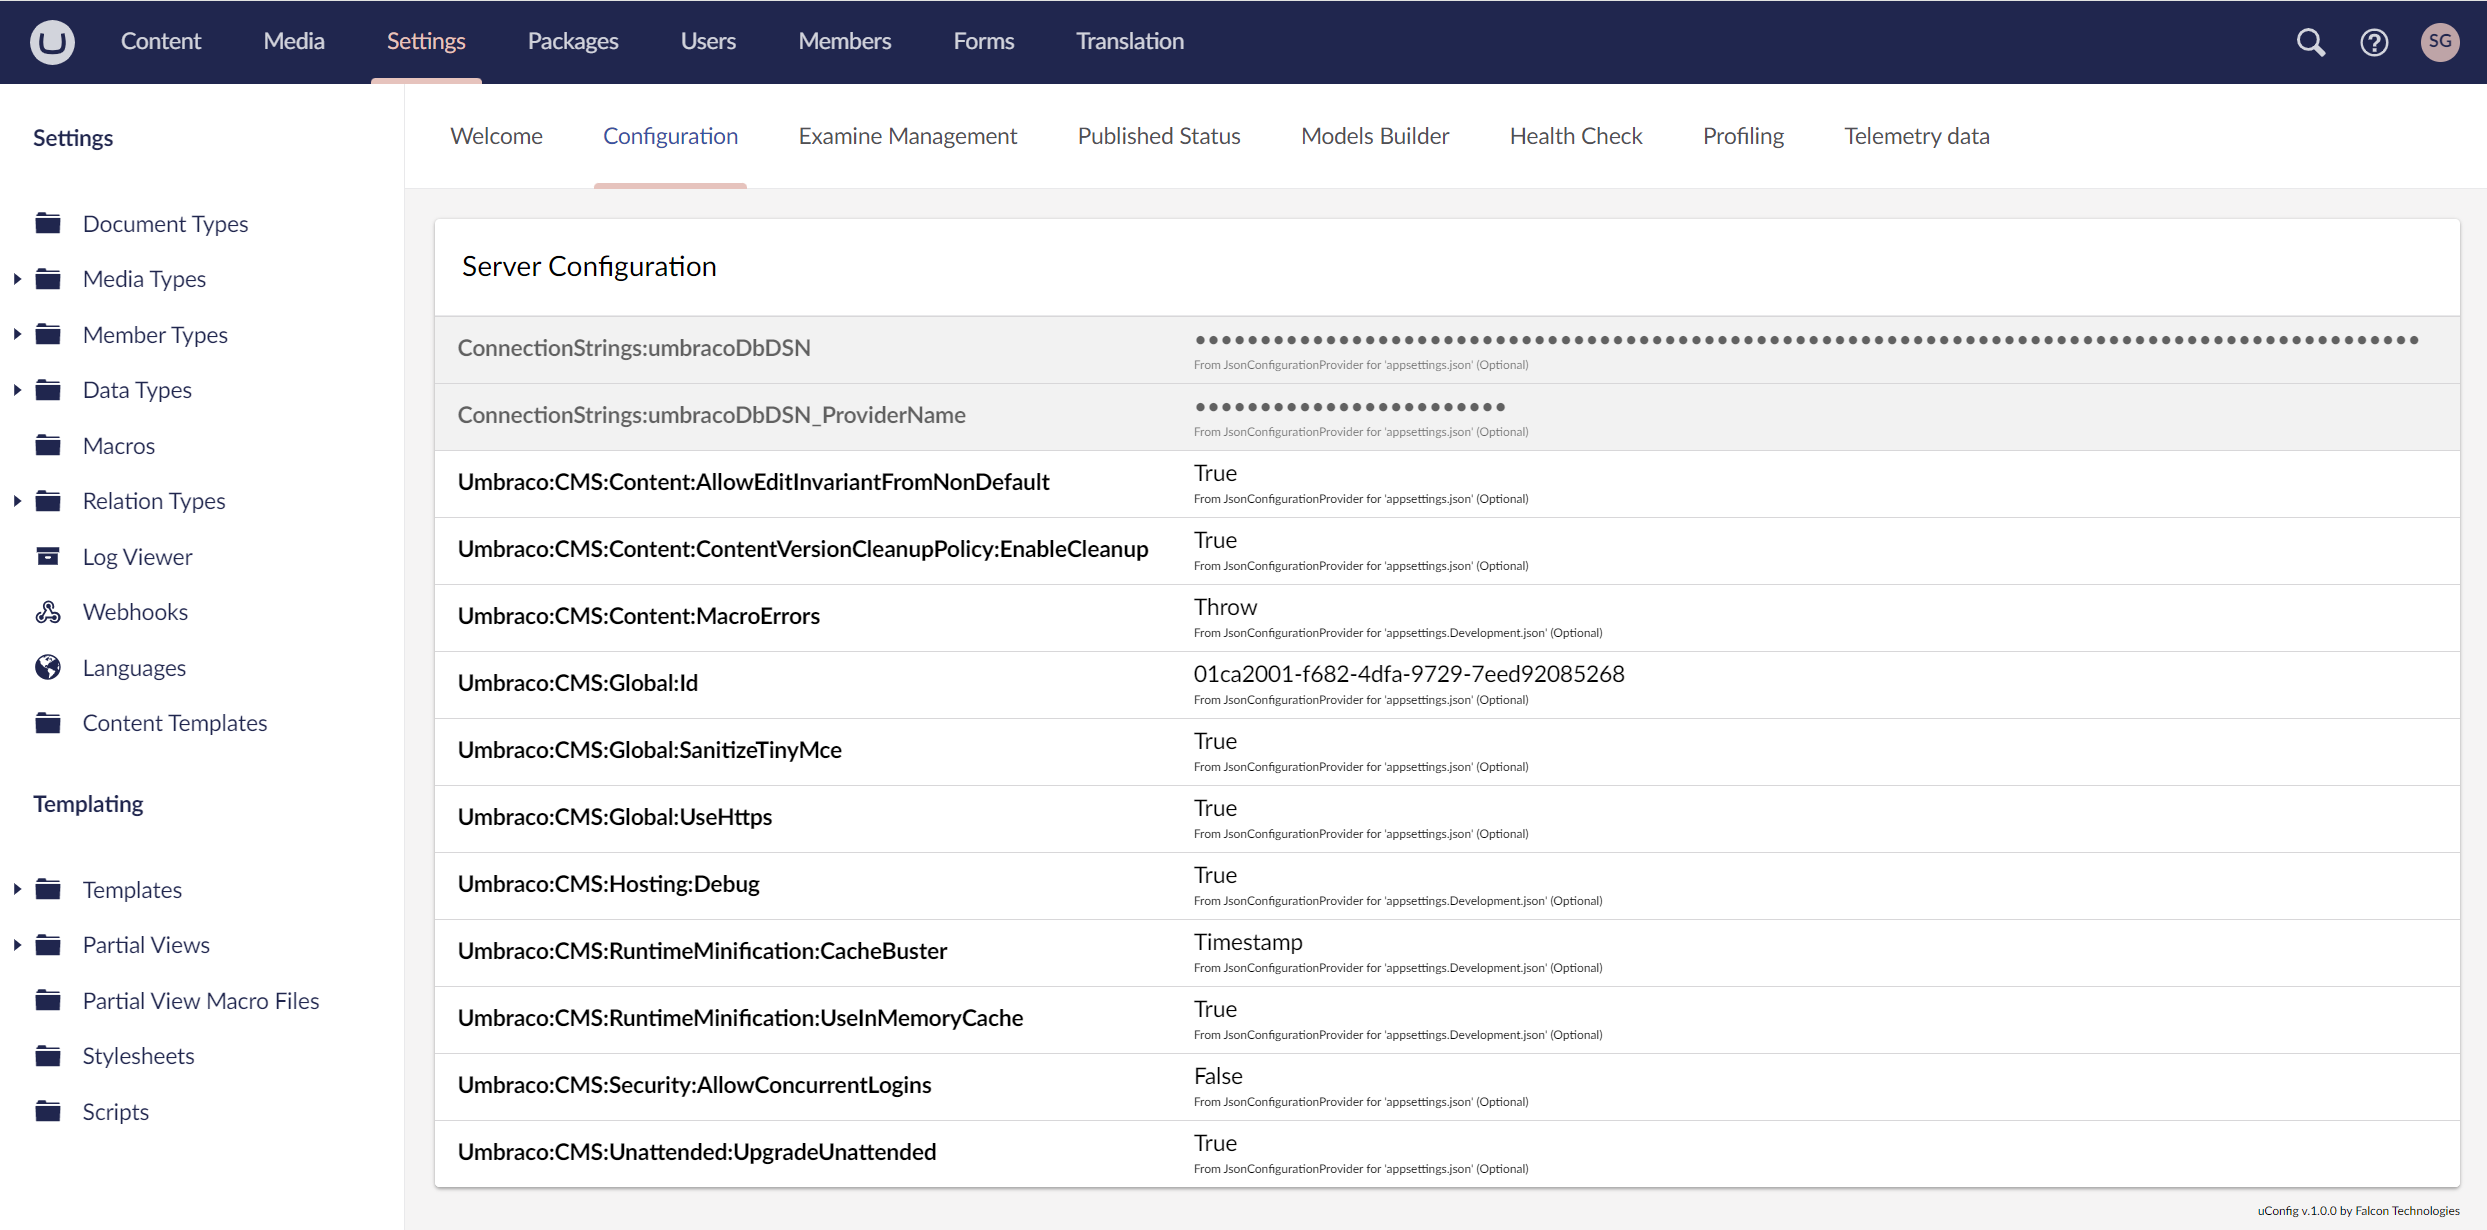 Content Media Settings Packages Users Members Forms Translation SG
Settings
Document Types
Media Types
Member Types
Data Types
Macros
Relation Types
Log Viewer
Webhooks
Languages
Content Templates
Templating
Templates
Partial Views
Partial View Macro Files
Stylesheets
Scripts
Welcome Configuration Examine Management Published Status Models Builder Health Check Profiling Telemetry data
Server Configuration
ConnectionStrings:umbracoDbDSN
From JsonConfigurationProvider for 'appsettings.json' (Optional)
ConnectionStrings:umbracoDbDSN_ProviderName
From JsonConfigurationProvider for 'appsettings.json' (Optional)
Umbraco:CMS:Content:AllowEditInvariantFromNonDefault True
From JsonConfigurationProvider for 'appsettings.json' (Optional)
Umbraco:CMS:Content:ContentVersionCleanupPolicy:EnableCleanup True
From JsonConfigurationProvider for 'appsettings.json' (Optional)
Umbraco:CMS:Content:MacroErrors Throw
From JsonConfigurationProvider for 'appsettings.Development.json' (Optional)
Umbraco:CMS:Global:Id 01ca2001-f682-4dfa-9729-7eed92085268
From JsonConfigurationProvider for 'appsettings.json' (Optional)
Umbraco:CMS:Global:SanitizeTinyMce True
From JsonConfigurationProvider for 'appsettings.json' (Optional)
Umbraco:CMS:Global:UseHttps True
From JsonConfigurationProvider for 'appsettings.json' (Optional)
Umbraco:CMS:Hosting:Debug True
From JsonConfigurationProvider for 'appsettings.Development.json' (Optional)
Umbraco:CMS:RuntimeMinification:CacheBuster Timestamp
From JsonConfigurationProvider for 'appsettings.Development.json' (Optional)
Umbraco:CMS:RuntimeMinification:UseInMemoryCache True
From JsonConfigurationProvider for 'appsettings.Development.json' (Optional)
Umbraco:CMS:Security:AllowConcurrentLogins False
From JsonConfigurationProvider for 'appsettings.json' (Optional)
Umbraco:CMS:Unattended:UpgradeUnattended True
From JsonConfigurationProvider for 'appsettings.json' (Optional)
uConfig v.1.0.0 by Falcon Technologies